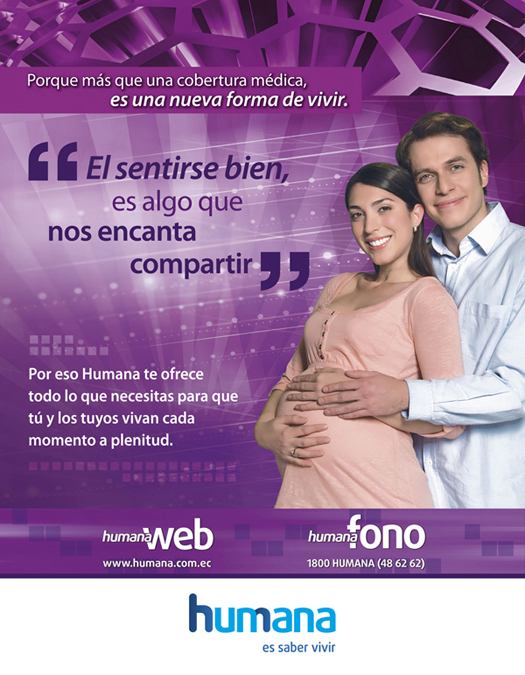 Porque más que una cobertura médica,
es una nueva forma de vivir.
“El sentirse bien,
es algo que
nos encanta
compartir”
Por eso Humana te ofrece
todo lo que necesitas para que
tú y los tuyos vivan cada
momento a plenitud.
humanaweb
www.humana.com.ec
humanafono
1800 HUMANA (48 62 62)
humana
es saber vivir